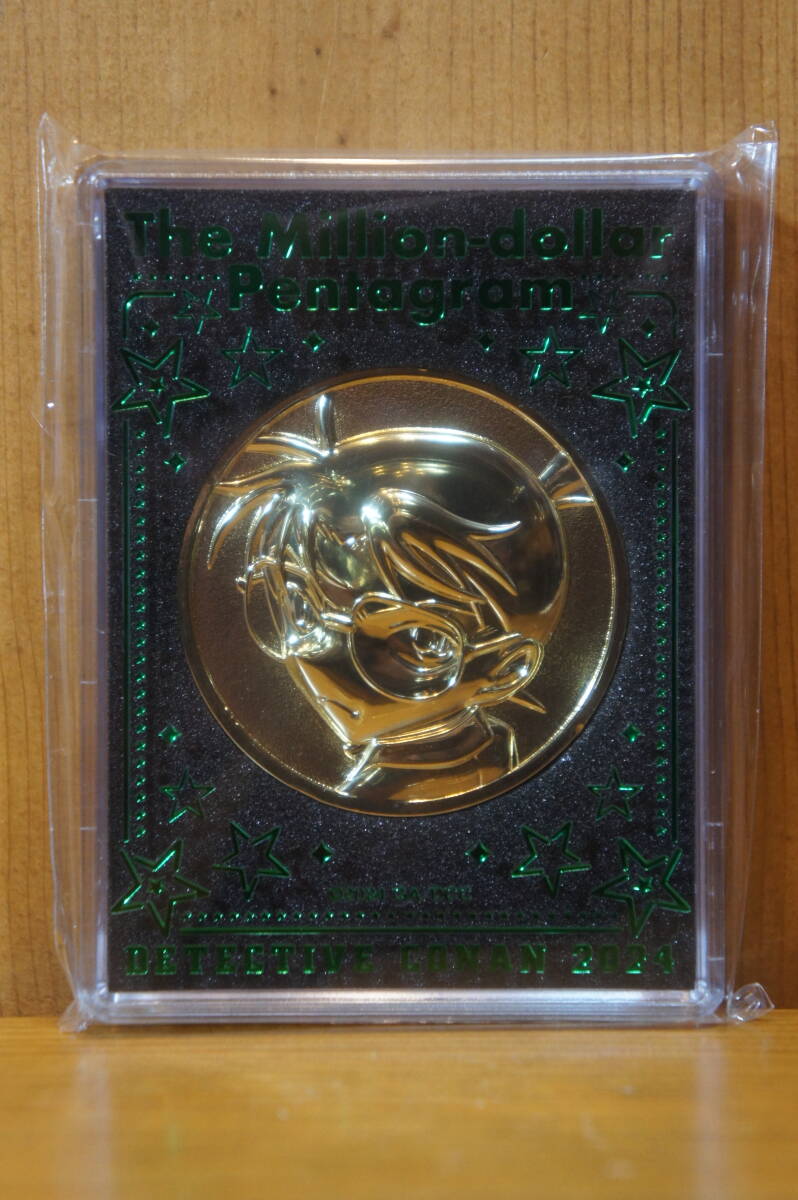 The Million-dollar
Pentagram
DETECTIVE CONAN 2024